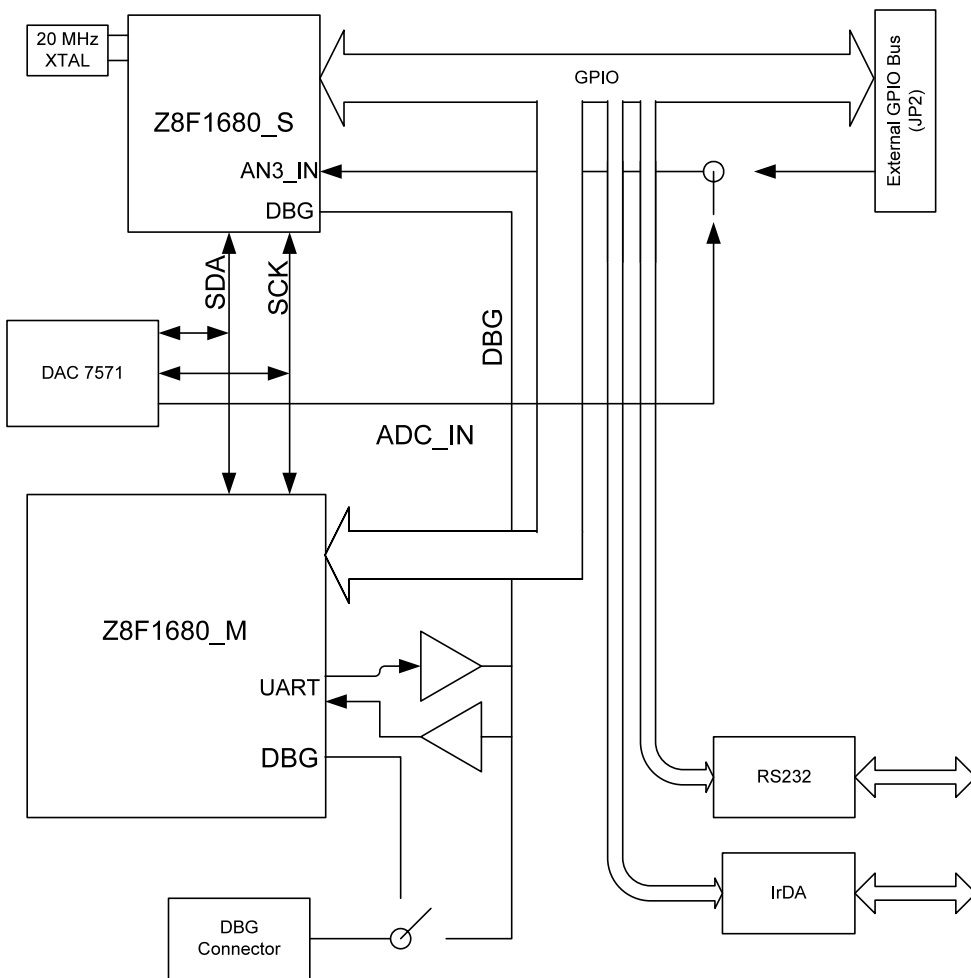 20 MHz
XTAL
GPIO
External GPIO Bus
(JP2)
Z8F1680_S
AN3_IN
DBG
SDA
SCK
DBG
DAC 7571
ADC_IN
Z8F1680_M
UART
DBG
RS232
IrDA
DBG
Connector